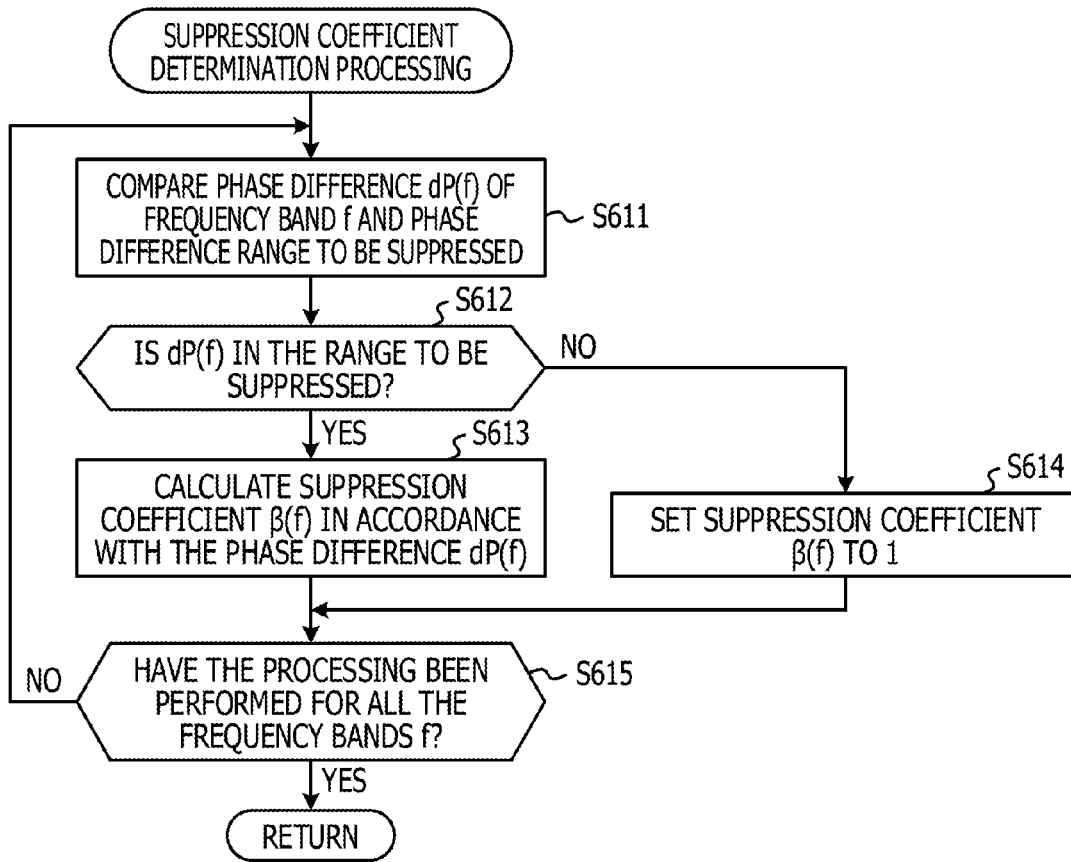 SUPPRESSION COEFFICIENT
DETERMINATION PROCESSING
COMPARE PHASE DIFFERENCE dP(f) OF
FREQUENCY BAND f AND PHASE
DIFFERENCE RANGE TO BE SUPPRESSED
S611
S612
IS dP(f) IN THE RANGE TO BE
SUPPRESSED?
NO
YES
S613
CALCULATE SUPPRESSION
COEFFICIENT β(f) IN ACCORDANCE
WITH THE PHASE DIFFERENCE dP(f)
S614
SET SUPPRESSION COEFFICIENT
β(f) TO 1
HAVE THE PROCESSING BEEN
PERFORMED FOR ALL THE
FREQUENCY BANDS f?
S615
NO
YES
RETURN